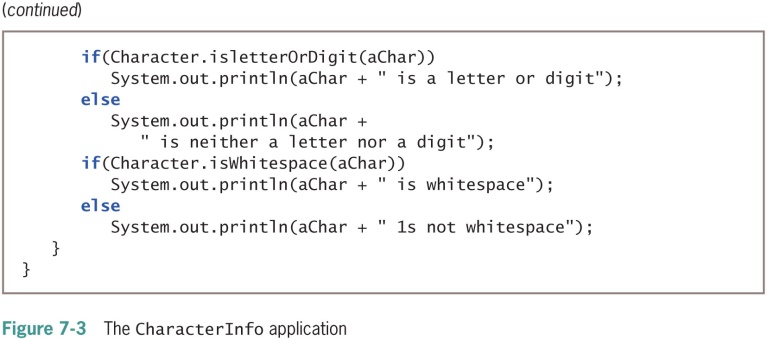 (continued)
if(Character.isletterOrDigit(aChar))
System.out.println(aChar + " is a letter or digit");
else
System.out.println(aChar +
" is neither a letter nor a digit");
if(Character.isWhitespace(aChar))
System.out.println(aChar + " is whitespace");
else
System.out.println(aChar + " 1s not whitespace");
}
}
Figure 7-3 The CharacterInfo application